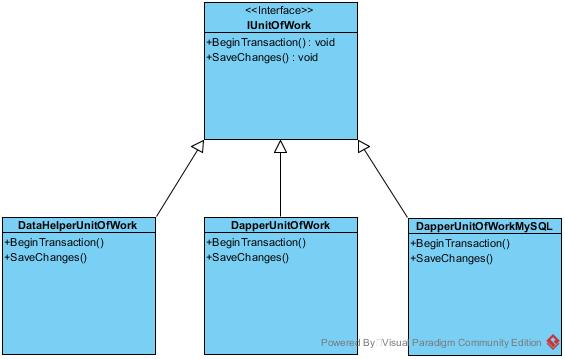 <<Interface>>
IUnitOfWork
+BeginTransaction() : void
+SaveChanges() : void
DataHelperUnitOfWork
+BeginTransaction()
+SaveChanges()
DapperUnitOfWork
+BeginTransaction()
+SaveChanges()
DapperUnitOfWorkMySQL
+BeginTransaction()
+SaveChanges()
Powered By Visual Paradigm Community Edition